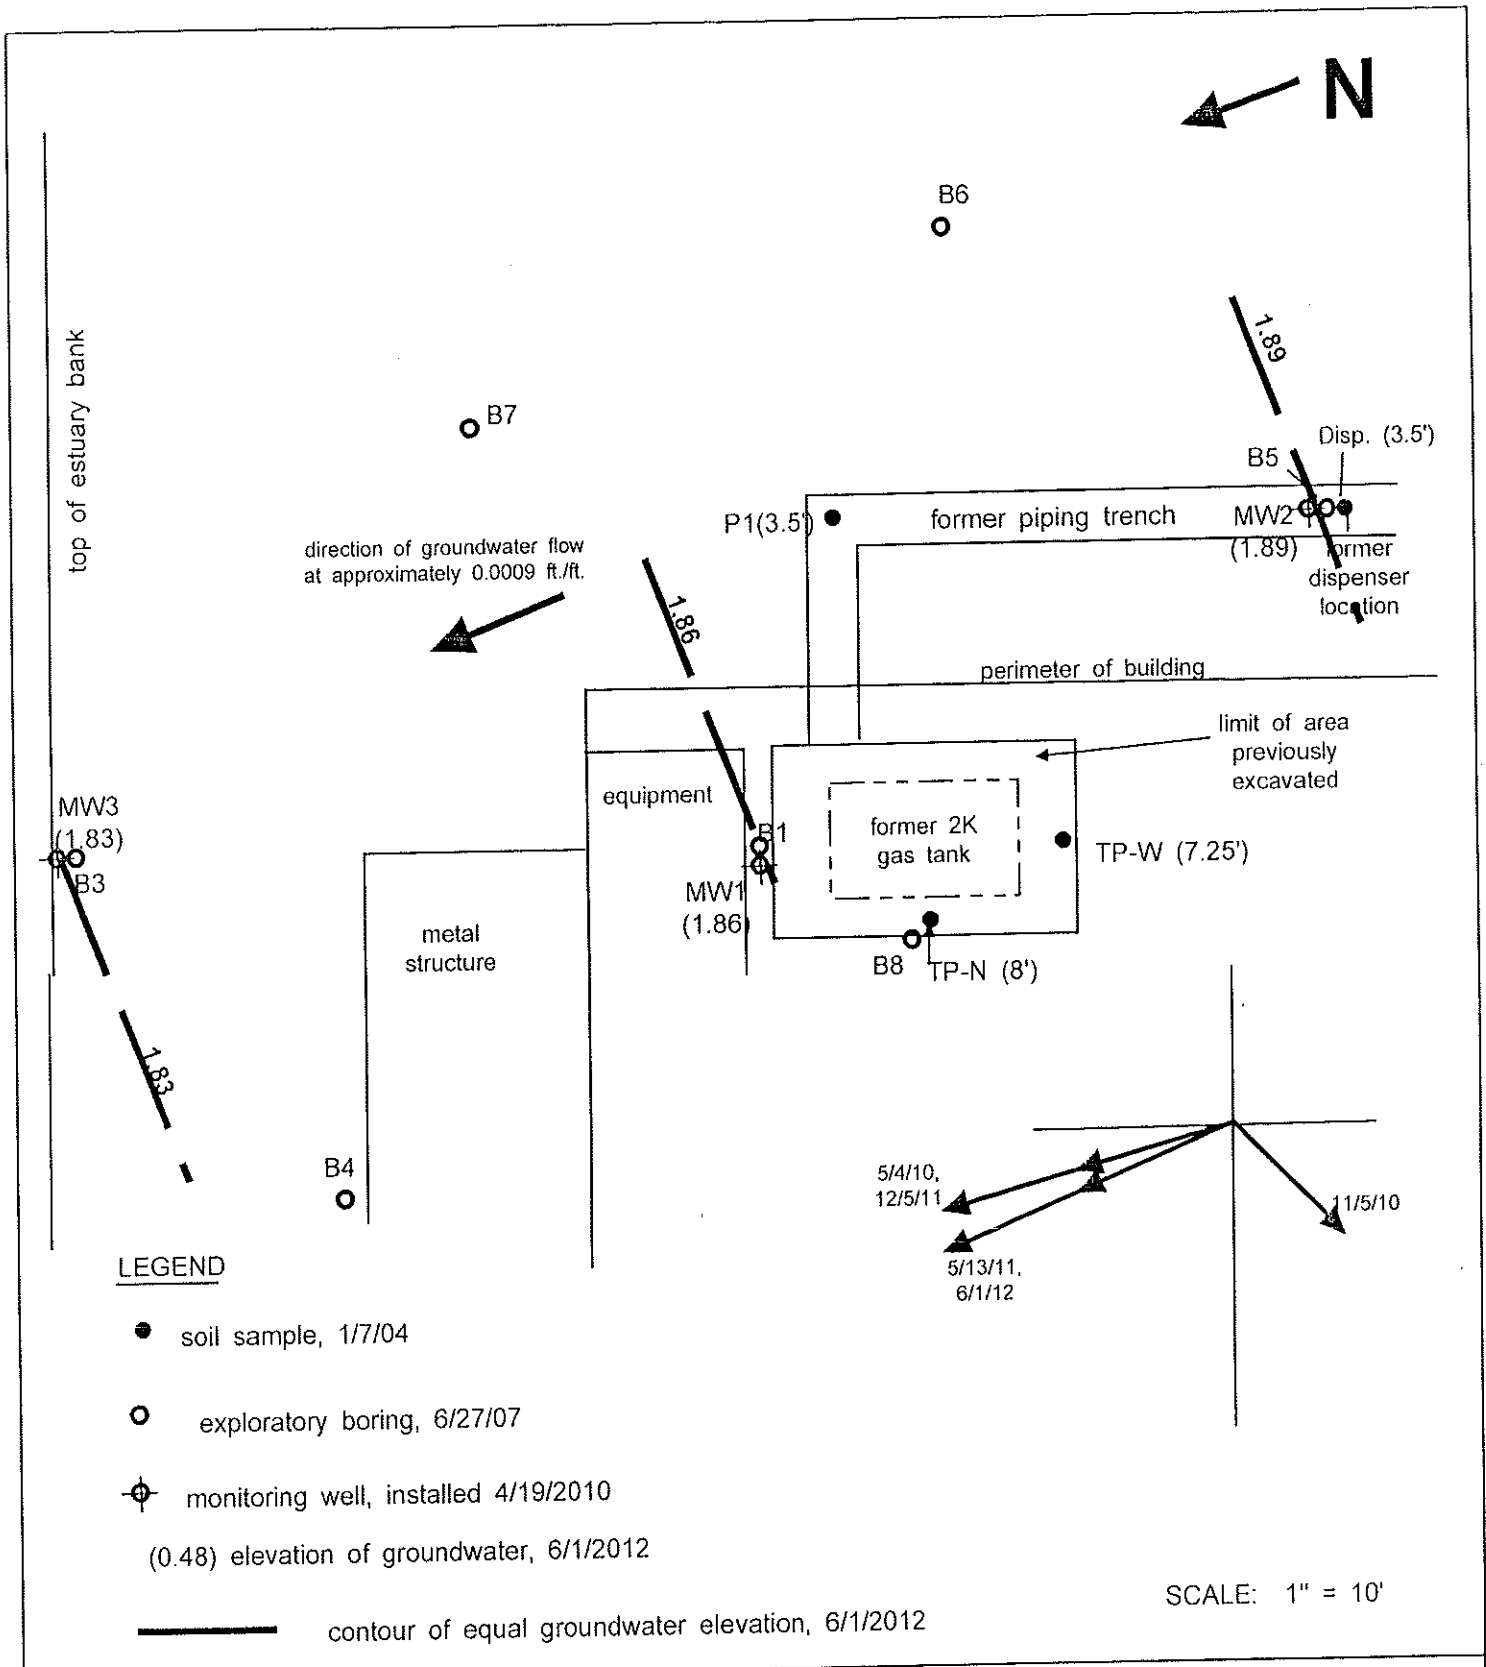 N
B6
1.89
top of estuary bank
B7
Disp. (3.5')
B5
P1(3.5')
former piping trench
MW2
(1.89)
former
dispenser
location
direction of groundwater flow
at approximately 0.0009 ft./ft.
1.86
perimeter of building
limit of area
previously
excavated
equipment
MW3
(1.83)
B3
B1
former 2K
gas tank
TP-W (7.25')
MW1
(1.86)
metal
structure
B8
TP-N (8')
1.83
B4
5/4/10,
12/5/11
11/5/10
5/13/11,
6/1/12
LEGEND
soil sample, 1/7/04
exploratory boring, 6/27/07
monitoring well, installed 4/19/2010
(0.48) elevation of groundwater, 6/1/2012
SCALE: 1" = 10'
contour of equal groundwater elevation, 6/1/2012